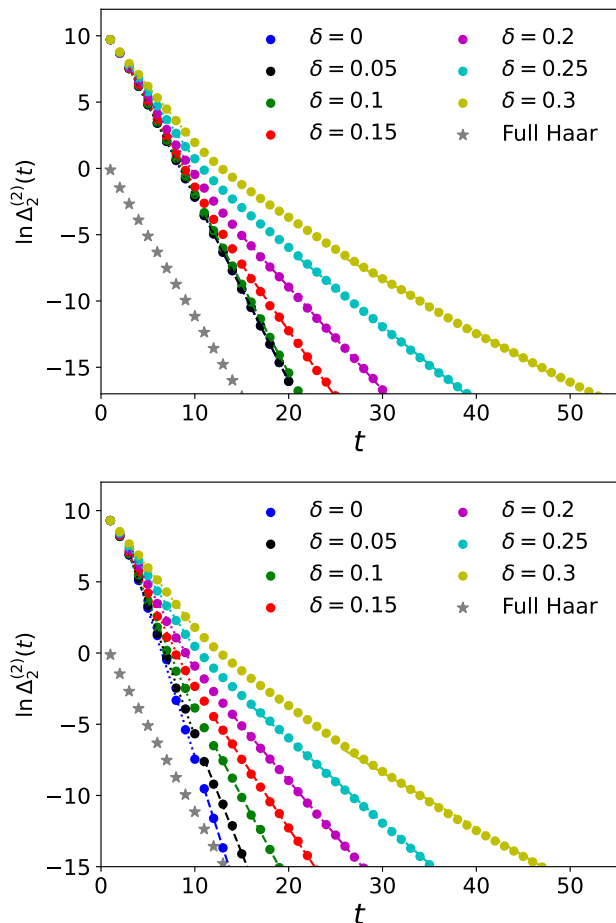 10
5
0
−5
−10
−15
ln Δ₂⁽²⁾(t)
δ = 0
δ = 0.05
δ = 0.1
δ = 0.15
δ = 0.2
δ = 0.25
δ = 0.3
Full Haar
0 10 20 30 40 50
t
10
5
0
−5
−10
−15
ln Δ₂⁽²⁾(t)
δ = 0
δ = 0.05
δ = 0.1
δ = 0.15
δ = 0.2
δ = 0.25
δ = 0.3
Full Haar
0 10 20 30 40 50
t